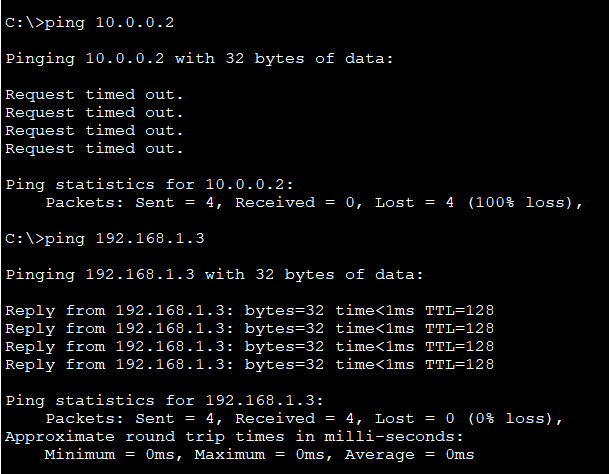 C:\>ping 10.0.0.2
Pinging 10.0.0.2 with 32 bytes of data:
Request timed out.
Request timed out.
Request timed out.
Request timed out.
Ping statistics for 10.0.0.2:
    Packets: Sent = 4, Received = 0, Lost = 4 (100% loss),
C:\>ping 192.168.1.3
Pinging 192.168.1.3 with 32 bytes of data:
Reply from 192.168.1.3: bytes=32 time<1ms TTL=128
Reply from 192.168.1.3: bytes=32 time<1ms TTL=128
Reply from 192.168.1.3: bytes=32 time<1ms TTL=128
Reply from 192.168.1.3: bytes=32 time<1ms TTL=128
Ping statistics for 192.168.1.3:
    Packets: Sent = 4, Received = 4, Lost = 0 (0% loss),
Approximate round trip times in milli-seconds:
    Minimum = 0ms, Maximum = 0ms, Average = 0ms